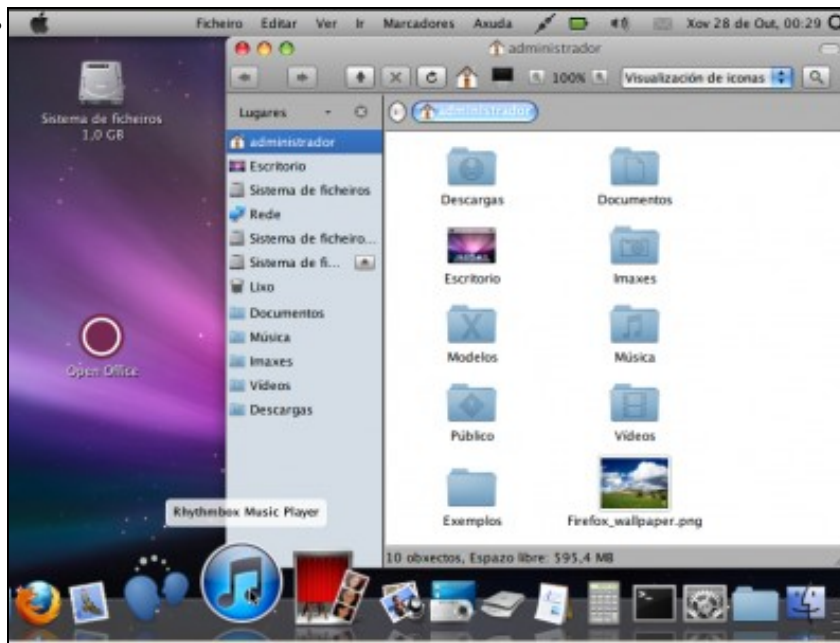 Ficheiro Editar Ver Ir Marcadores Axuda Xov 28 de Out, 00:29
administrador
100% Visualización de iconas
Sistema de ficheiros
1,0 GB
Lugares
administrador
administrador
Escritorio
Sistema de ficheiros
Rede
Sistema de ficheiro...
Sistema de fi...
Lixo
Documentos
Música
Imaxes
Vídeos
Descargas
Descargas
Documentos
Escritorio
Imaxes
Modelos
Música
Público
Vídeos
Exemplos
Firefox_wallpaper.png
Open Office
Rhythmbox Music Player
10 obxectos, Espazo libre: 595,4 MB